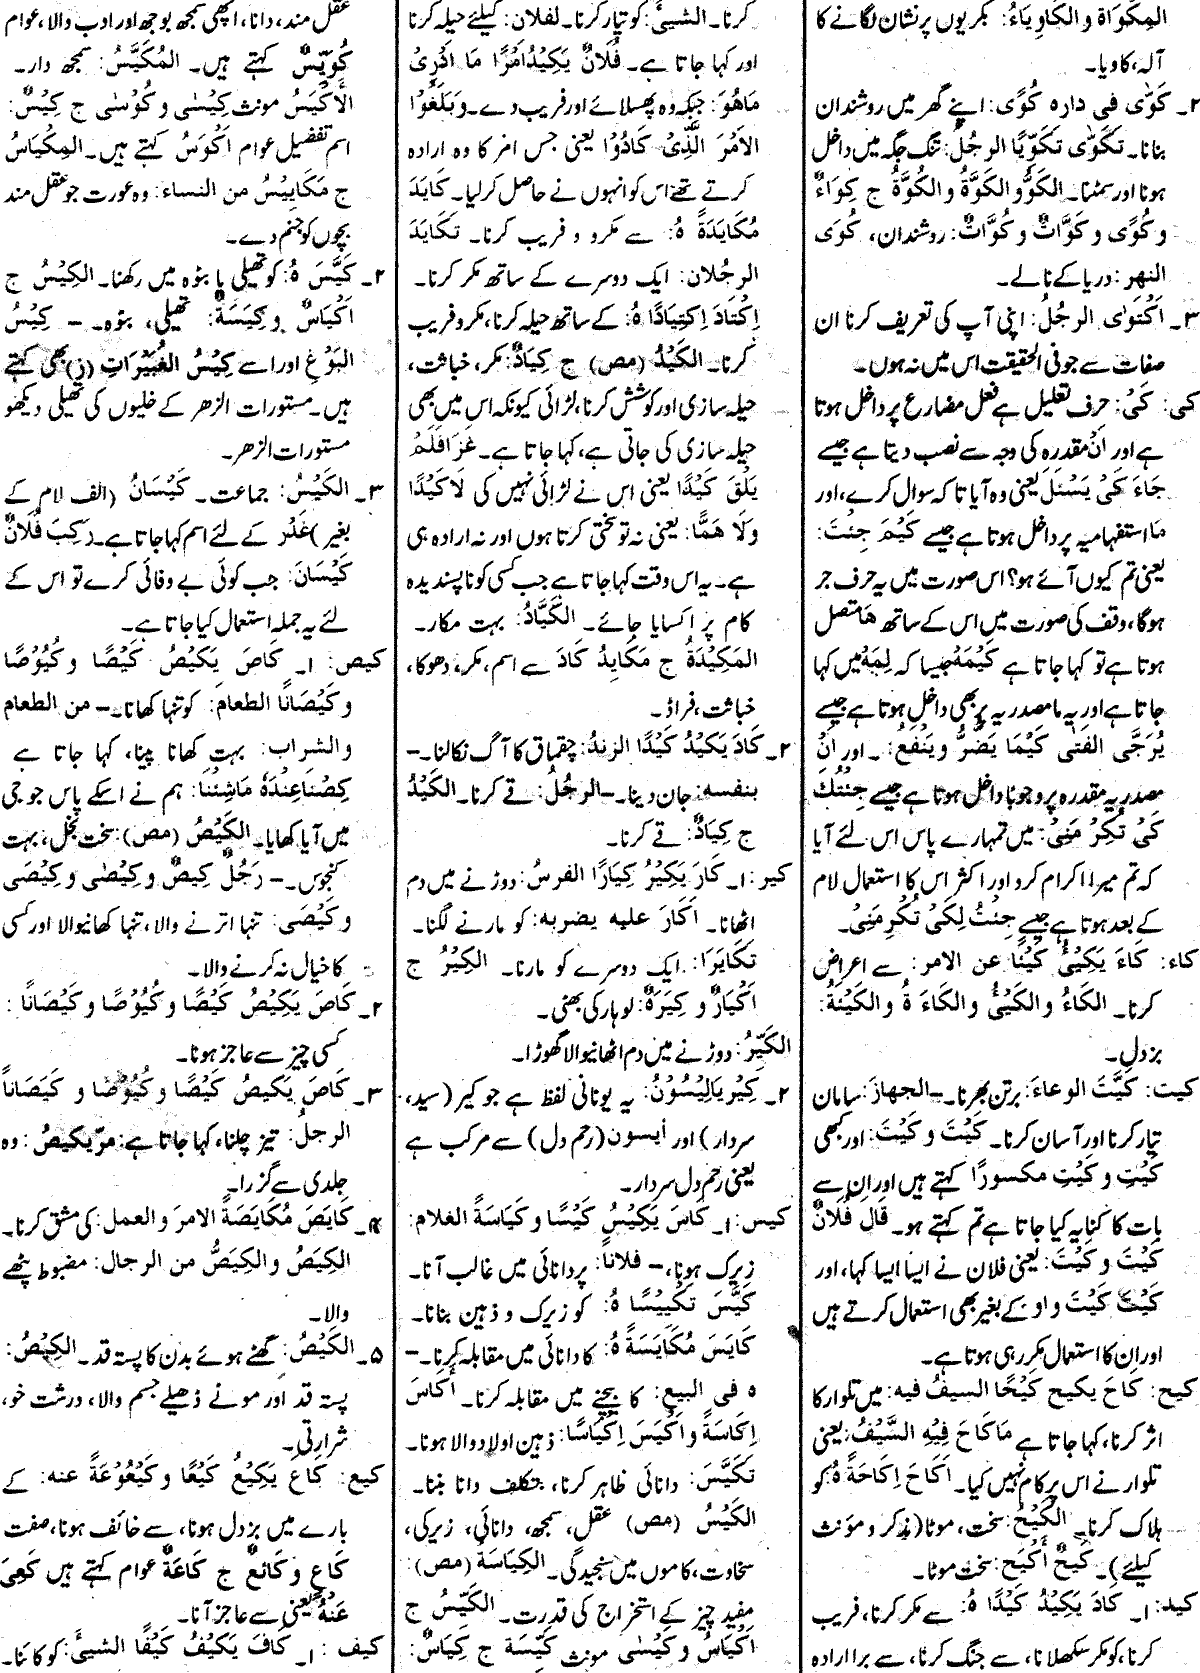 المِكوَاة والكَاوِيَاءُ: بکریوں پر نشان لگانے کا
آلہ، کاویا۔
۲۔ كَوّٰى فى داره كُوًى: اپنے گھر میں روشندان
بنانا۔ تَكَوّٰى تَكَوِّيًا الرجُلُ: تنگ جگہ میں داخل
ہونا اور سمٹنا۔ الكَوُّ والكَوَّةُ والكُوَّةُ ج كِوَاءٌ
و كُوًى و كَوَّاتٌ و كُوَّاتٌ: روشندان، كُوَى
النهر: دریا کے نالے۔
۳۔ اَكْتَوٰى الرجُلُ: اپنی آپ کی تعریف کرنا ان
صفات سے جو فی الحقیقت اس میں نہ ہوں۔
كى: كَىْ: حرف تعلیل ہے فعل مضارع پر داخل ہوتا
ہے اور اَنْ مقدرہ کی وجہ سے نصب دیتا ہے جیسے
جَاءَ كَىْ يَسْئَلَ یعنی وہ آیا تا کہ سوال کرے، اور
مَا استفہامیہ پر داخل ہوتا ہے جیسے كَيْمَ جِئْتَ:
یعنی تم کیوں آئے ہو؟ اس صورت میں یہ حرف جر
ہوگا، وقف کی صورت میں اس کے ساتھ ھَا متصل
ہوتا ہے تو کہا جاتا ہے كَيْمَهْ جیسا کہ لِمَهْ میں کہا
جاتا ہے اور یہ ما مصدریہ پر بھی داخل ہوتا ہے جیسے
يُرَجَّى الفَتٰى كَيْمَا يَضُرُّ ويَنْفَعُ:۔ اور اَنْ
مصدریہ مقدرہ پر وجوبا داخل ہوتا ہے جیسے جِئْتُكَ
كَىْ تُكْرِ مَنِىْ: میں تمہارے پاس اس لئے آیا
کہ تم میرا اکرام کرو اور اکثر اس کا استعمال لام
کے بعد ہوتا ہے جیسے جِئْتُ لِكَىْ تُكْرِ مَنِىْ۔
كاء: كَاءَ يَكِيْئُ كَيْئًا عن الامر: سے اعراض
کرنا۔ الكَاءُ والكَيْئُ والكَاءَ ةُ والكَيْئَةُ:
بزدل۔
كيت: كَيَّتَ الوعاءَ: برتن بھرنا۔ – الجهازَ: سامان
تیار کرنا اور آسان کرنا۔ كَيْتَ و كَيْتَ: اور کبھی
كَيْتِ و كَيْتِ مکسورًا کہتے ہیں اور ان سے
بات کا کنایہ کیا جاتا ہے تم کہتے ہو۔ قَالَ فُلَانٌ
كَيْتَ و كَيْتَ: یعنی فلان نے ایسا ایسا کہا، اور
كَيْتَ كَيْتَ واو کے بغیر بھی استعمال کرتے ہیں
اور ان کا استعمال مکرر ہی ہوتا ہے۔
كيح: كَاحَ يكيح كَيْحًا السيفُ فيه: میں تلوار کا
اثر کرنا، کہا جاتا ہے مَا كَاحَ فِيْهِ السَّيْفُ: یعنی
تلوار نے اس پر کام نہیں کیا۔ اَكَاحَ اِكَاحَةً هُ: کو
ہلاک کرنا۔ الكِيْحُ: سخت، موٹا (مذکر و مؤنث
کیلئے)۔ كِيْحٌ أَكْيَح: سخت موٹا۔
كيد: ۱۔ كَادَ يَكِيْدُ كَيْدًا هُ: سے مکر کرنا، فریب
کرنا، کو مکر سکھلانا، سے جنگ کرنا، سے برا ارادہ
کرنا۔ الشيئَ: کو تیار کرنا۔ لفلان: کیلئے حیلہ کرنا
اور کہا جاتا ہے۔ فُلَانٌ يَكِيْدُ اَمْرًا مَا اَدْرِىْ
مَاهُوَ: جبکہ وہ پھسلائے اور فریب دے۔ وبَلَغُوْا
الاَمْرَ الَّذِىْ كَادُوْا یعنی جس امر کا وہ ارادہ
کرتے تھے اس کو انہوں نے حاصل کر لیا۔ كَايَدَ
مُكَايَدَةً هُ: سے مکر و فریب کرنا۔ تَكَايَدَ
الرجُلان: ایک دوسرے کے ساتھ مکر کرنا۔
اِكْتَادَ اِكتِيَادًا هُ: کے ساتھ حیلہ کرنا، مکر و فریب
کرنا۔ الكَيْدُ (مص) ج كِيَادٌ: مکر، خباثت،
حیلہ سازی اور کوشش کرنا، لڑائی کیونکہ اس میں بھی
حیلہ سازی کی جاتی ہے، کہا جاتا ہے۔ غَزَا فَلَمْ
يَلْقَ كَيْدًا یعنی اس نے لڑائی نہیں کی لَا كَيْدًا
وَلَا هَمًّا: یعنی نہ تو سختی کرتا ہوں اور نہ ارادہ ہی
ہے۔ یہ اس وقت کہا جاتا ہے جب کسی کو ناپسندیدہ
کام پر اکسایا جائے۔ الكَيَّادُ: بہت مکار۔
المَكِيْدَةُ ج مَكَايِدُ كَادَ سے اسم، مکر، دھوکا،
خباثت، فراڈ۔
۲۔ كَادَ يَكِيْدُ كَيْدًا الزندُ: چقماق کا آگ نکالنا۔ –
بنفسه: جان دینا۔ – الرجُلُ: قے کرنا۔ الكَيْدُ
ج كِيَادٌ: قے کرنا۔
كير: ۱۔ كَارَ يَكِيْرُ كِيَارًا الفرسُ: دوڑنے میں دم
اٹھانا۔ اَكَارَ عليه يضربه: کو مارنے لگنا۔
تَكَايَرَا: ایک دوسرے کو مارنا۔ الكِيْرُ ج
اَكْيَارٌ و كِيَرَةٌ: لوہار کی بھٹی۔
الكَيِّرُ: دوڑنے میں دم اٹھانیوالا گھوڑا۔
۲۔ كِيْريَالِيْسُوْنْ: یہ یونانی لفظ ہے جو کیر (سید،
سردار) اور أيسون (رحم دل) سے مرکب ہے
یعنی رحم دل سردار۔
كيس: ۱۔ كَاسَ يَكِيْسُ كَيْسًا و كَيَاسَةً الغلام:
زیرک ہونا، – فلاناً: پر دانائی میں غالب آنا۔
كَيَّسَ تَكْيِيْسًا هُ: کو زیرک و ذہین بنانا۔
كَايَسَ مُكَايَسَةً هُ: کا دانائی میں مقابلہ کرنا۔ –
ه فى البيع: کا بیچنے میں مقابلہ کرنا۔ أَكَاسَ
اِكَاسَةً واَكْيَسَ اِكْيَاسًا: ذہین اولاد والا ہونا۔
تَكَيَّسَ: دانائی ظاہر کرنا، بتکلف دانا بننا۔
الكَيْسُ (مص) عقل، سمجھ، دانائی، زیرکی،
سخاوت، کاموں میں سنجیدگی۔ الكِيَاسَةُ (مص):
مفید چیز کے استخراج کی قدرت۔ الكَيِّسُ ج
اَكْيَاسٌ و كَيْسٰى مونث كَيِّسَة ج كِيَاسٌ:
عقل مند، دانا، اچھی سمجھ بوجھ اور ادب والا، عوام
كُوَيِّسٌ کہتے ہیں۔ المُكَيَّسُ: سمجھ دار۔
الْأَكْيَسُ مونث كِيْسٰى و كُوْسٰى ج كِيْسٌ:
اسم تفضیل عوام اَكْوَسُ کہتے ہیں۔ المِكْيَاسُ
ج مَكَايِيْسُ من النساء: وہ عورت جو عقل مند
بچوں کو جنم دے۔
۲۔ كَيَّسَ هُ: کو تھیلی یا بٹوہ میں رکھنا۔ الكِيْسُ ج
اَكْيَاسٌ و كِيَسَةٌ: تھیلی، بٹوہ۔ – كِيْسُ
البَوْغِ اور اسے كِيْسُ الغُبَيْرَاتِ (ز) بھی کہتے
ہیں۔ مستورات الزهر کے خلیوں کی تھیلی دیکھو
مستورات الزهر۔
۳۔ الكَيْسُ: جماعت۔ كَيْسَانُ (الف لام کے
بغیر) غَدْر کے لئے اسم کہا جاتا ہے۔ رَكِبَ فُلَانٌ
كَيْسَانَ: جب کوئی بے وفائی کرے تو اس کے
لئے یہ جملہ استعمال کیا جاتا ہے۔
كيص: ۱۔ كَاصَ يَكِيْصُ كَيْصًا و كُيُوْصًا
و كَيَصَانًا الطعامَ: کو تنہا کھانا۔ – من الطعام
والشراب: بہت کھانا پینا، کہا جاتا ہے
كِصْنَا عِنْدَهٗ مَاشِئْنَا: ہم نے اسکے پاس جو جی
میں آیا کھایا۔ الكَيْصُ (مص): سخت بخل، بہت
کنجوس۔ – رَجُلٌ كِيصٌ و كِيْصٰى و كِيْصَى
و كَيْصٰى: تنہا اترنے والا، تنہا کھانیوالا اور کسی
کا خیال نہ کرنے والا۔
۲۔ كَاصَ يَكِيْصُ كَيْصًا و كُيُوْصًا و كَيَصَانًا:
کسی چیز سے عاجز ہونا۔
۳۔ كَاصَ يَكيصُ كَيْصًا و كُيُوْصًا و كَيَصَاناً
الرجلُ: تیز چلنا، کہا جاتا ہے: مرّ يكيصُ: وہ
جلدی سے گزرا۔
۴۔ كَايَصَ مُكَايَصَةً الامرَ والعمل: کی مشق کرنا۔
الكِيَصُ والكِيَصُّ من الرجال: مضبوط پٹھے
والا۔
۵۔ الكَيْصُ: گھٹے ہوئے بدن کا پستہ قد۔ الكِيْصُ:
پستہ قد اور موٹے ڈھیلے جسم والا، درشت خو،
شرارتی۔
كيع: كَاعَ يَكِيْعُ كَيْعًا و كَيْعُوْعَةً عنه: کے
بارے میں بزدل ہونا، سے خائف ہونا، صفت
كَاعٍ و كَائِعٌ ج كَاعَةٌ عوام کہتے ہیں كَعِىَ
عَنْهُ یعنی سے عاجز آنا۔
كيف: ۱۔ كَافَ يَكيْفُ كَيْفًا الشيئَ: کو کاٹنا۔